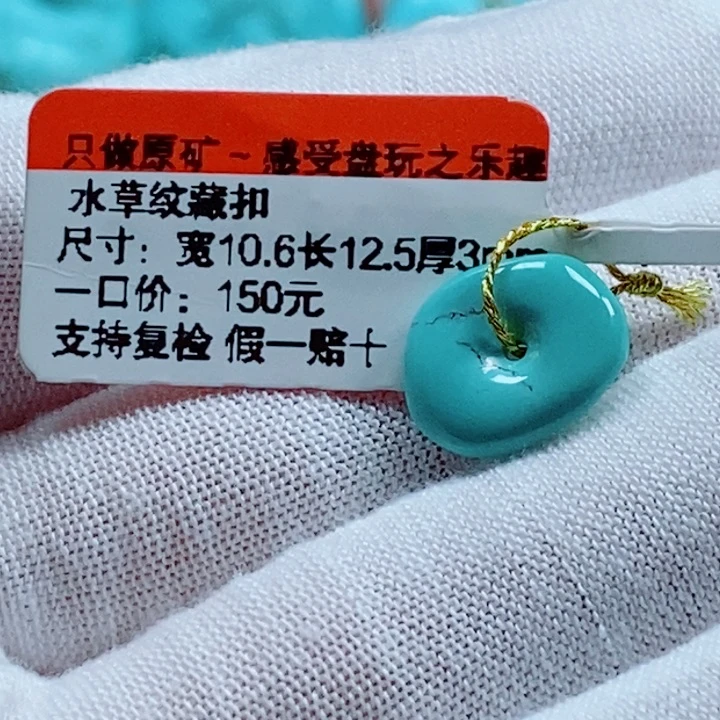 只做原矿~感受盘玩之乐趣
水草纹藏扣
尺寸：宽10.6长12.5厚3mm
一口价：150元
支持复检 假一赔十